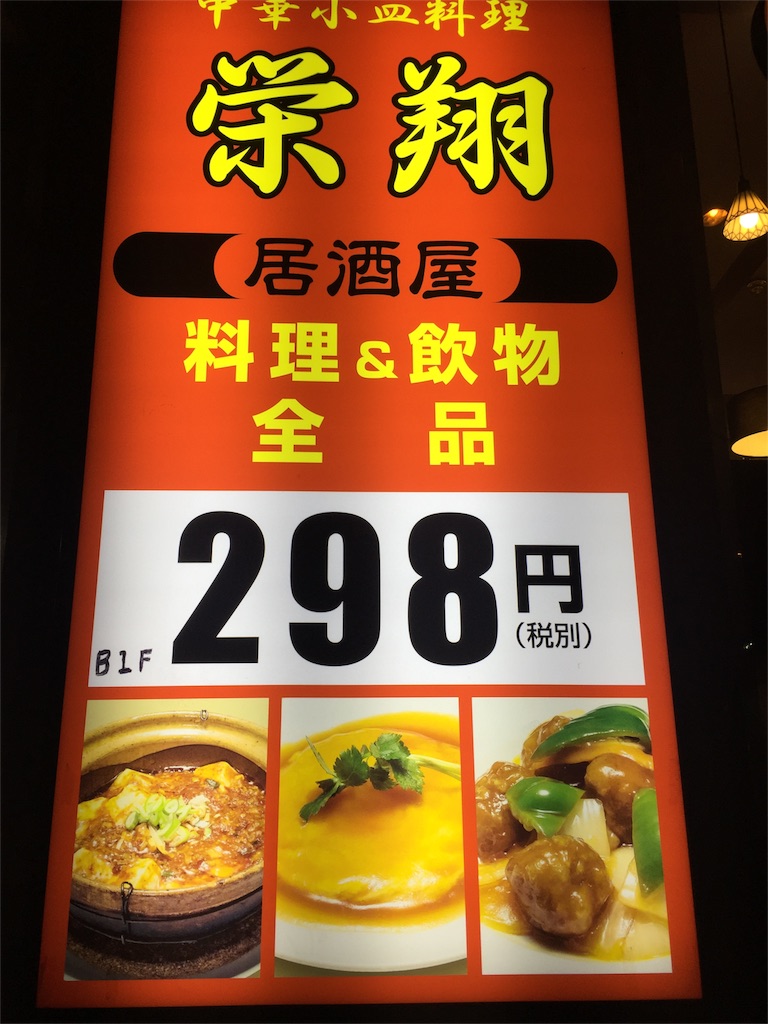 中華小皿料理
栄翔
居酒屋
料理&飲物
全品
298円
(税別)
B1F